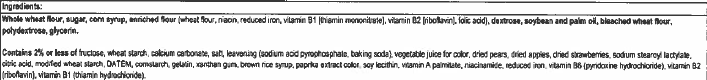 Ingredients:
Whole wheat flour, sugar, corn syrup, enriched flour (wheat flour, niacin, reduced iron, vitamin B1 [thiamin mononitrate], vitamin B2 [riboflavin], folic acid), dextrose, soybean and palm oil, bleached wheat flour,
polydextrose, glycerin.
Contains 2% or less of fructose, wheat starch, calcium carbonate, salt, leavening (sodium acid pyrophosphate, baking soda), vegetable juice for color, dried pears, dried apples, dried strawberries, sodium stearoyl lactylate,
citric acid, modified wheat starch, DATEM, cornstarch, gelatin, xanthan gum, brown rice syrup, paprika extract color, soy lecithin, vitamin A palmitate, niacinamide, reduced iron, vitamin B6 (pyridoxine hydrochloride), vitamin B2
(riboflavin), vitamin B1 (thiamin hydrochloride).